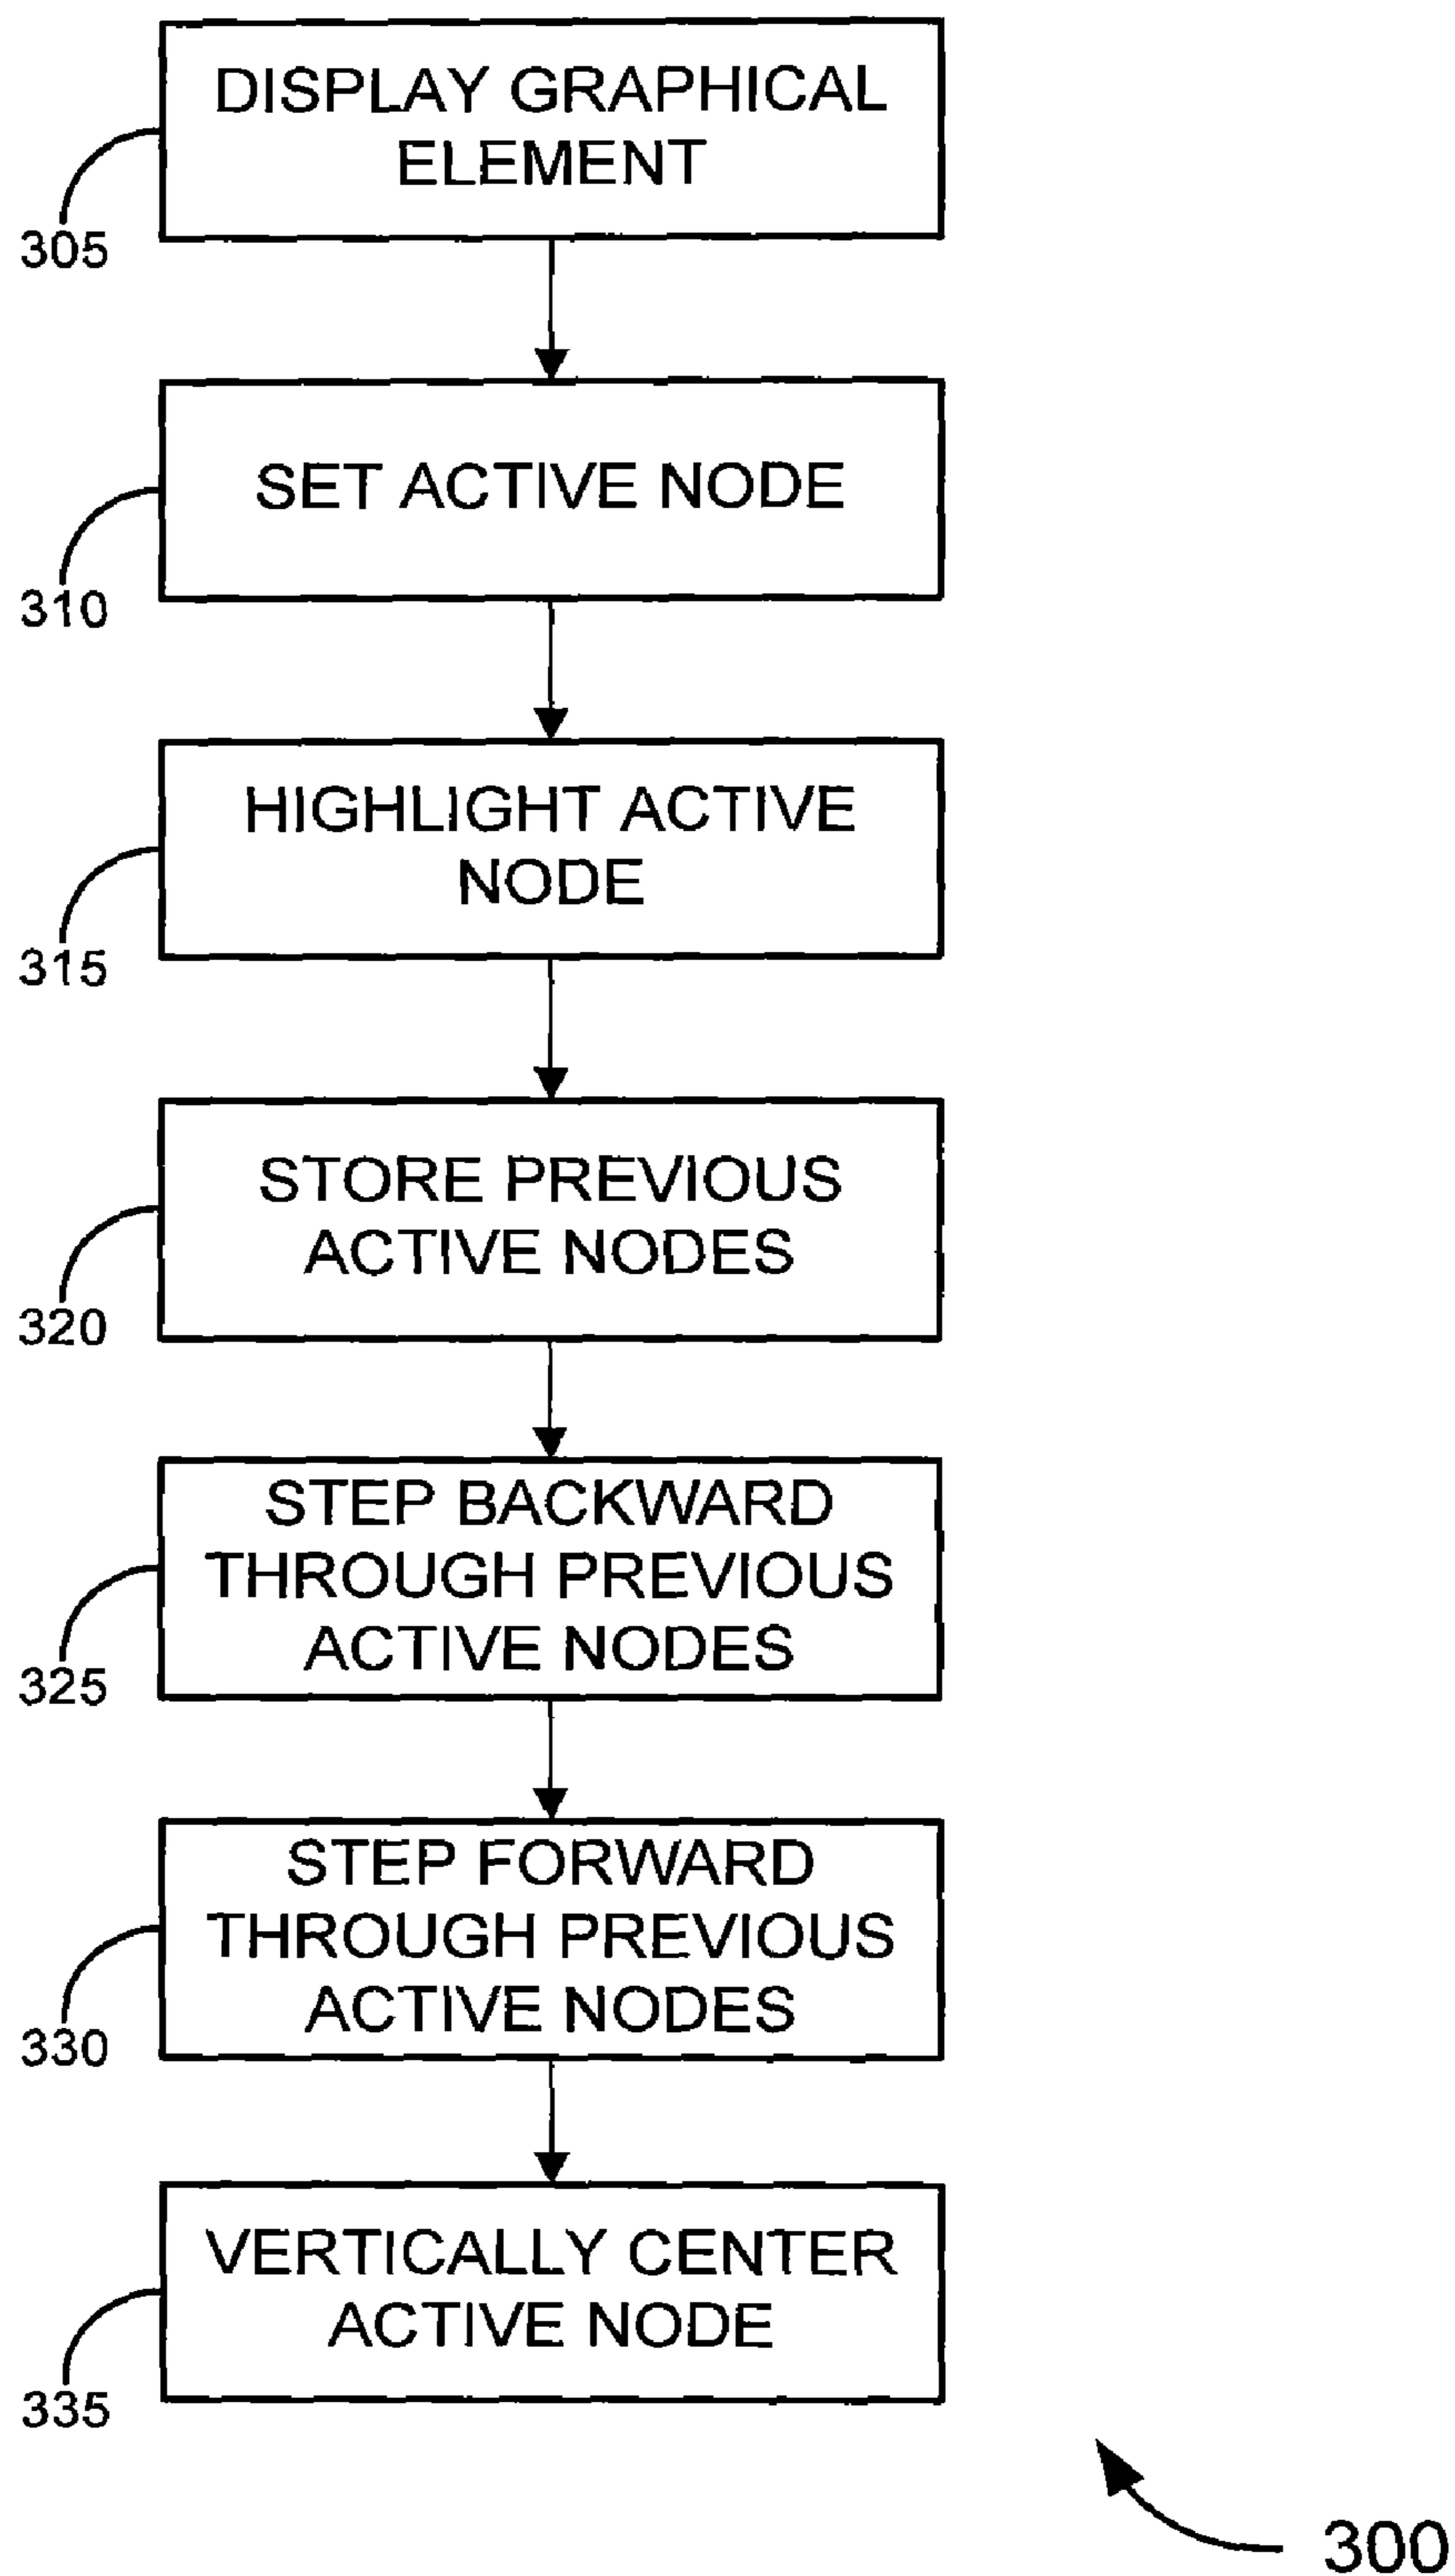 DISPLAY GRAPHICAL
ELEMENT
305
SET ACTIVE NODE
310
HIGHLIGHT ACTIVE
NODE
315
STORE PREVIOUS
ACTIVE NODES
320
STEP BACKWARD
THROUGH PREVIOUS
ACTIVE NODES
325
STEP FORWARD
THROUGH PREVIOUS
ACTIVE NODES
330
VERTICALLY CENTER
ACTIVE NODE
335
300